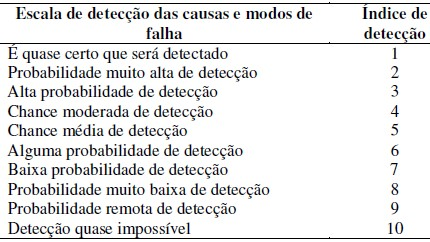 Escala de detecção das causas e modos de falha Índice de detecção
É quase certo que será detectado 1
Probabilidade muito alta de detecção 2
Alta probabilidade de detecção 3
Chance moderada de detecção 4
Chance média de detecção 5
Alguma probabilidade de detecção 6
Baixa probabilidade de detecção 7
Probabilidade muito baixa de detecção 8
Probabilidade remota de detecção 9
Detecção quase impossível 10